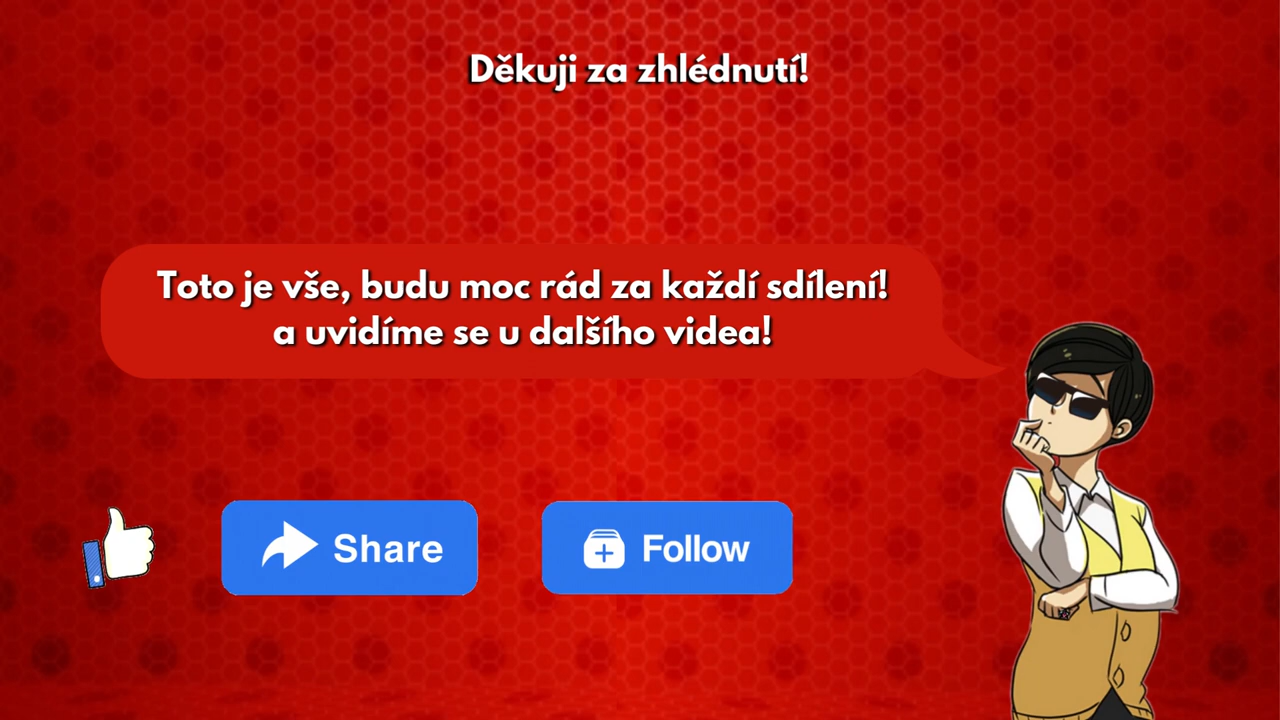 Děkuji za zhlédnutí!
Toto je vše, budu moc rád za každí sdílení!
a uvidíme se u dalšího videa!
Share
Follow